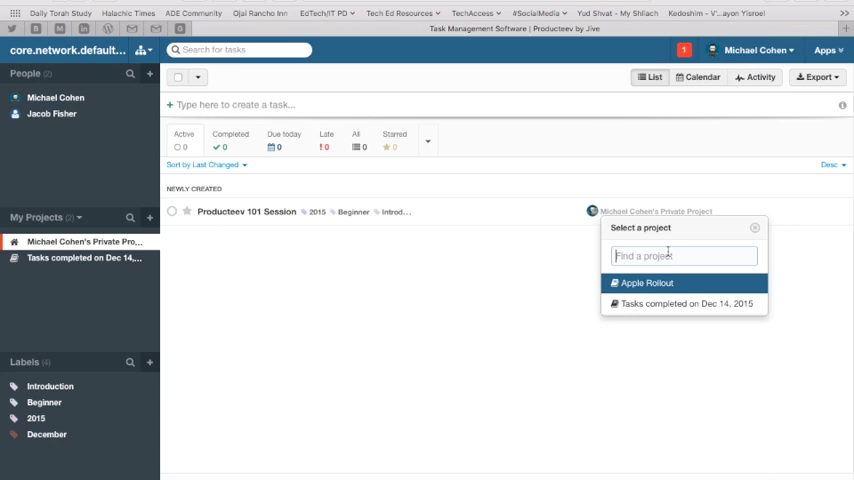 Daily Torah Study Halachic Times ADE Community Ojai Rancho Inn EdTech/IT PD Tech Ed Resources TechAccess #SocialMedia Yud Shvat - My Shliach Kedoshim - V'...ayon Yisroel
Task Management Software | Producteev by Jive
core.network.default... Search for tasks 1 Michael Cohen Apps
People (2)
List Calendar Activity Export
Michael Cohen
Jacob Fisher
Type here to create a task...
Active Completed Due today Late All Starred
0 0 0 0 0 0
Sort by Last Changed Desc
NEWLY CREATED
Producteev 101 Session 2015 Beginner Introd... Michael Cohen's Private Project
My Projects (2)
Michael Cohen's Private Pro...
Tasks completed on Dec 14,...
Select a project
Find a project
Apple Rollout
Tasks completed on Dec 14, 2015
Labels (4)
Introduction
Beginner
2015
December